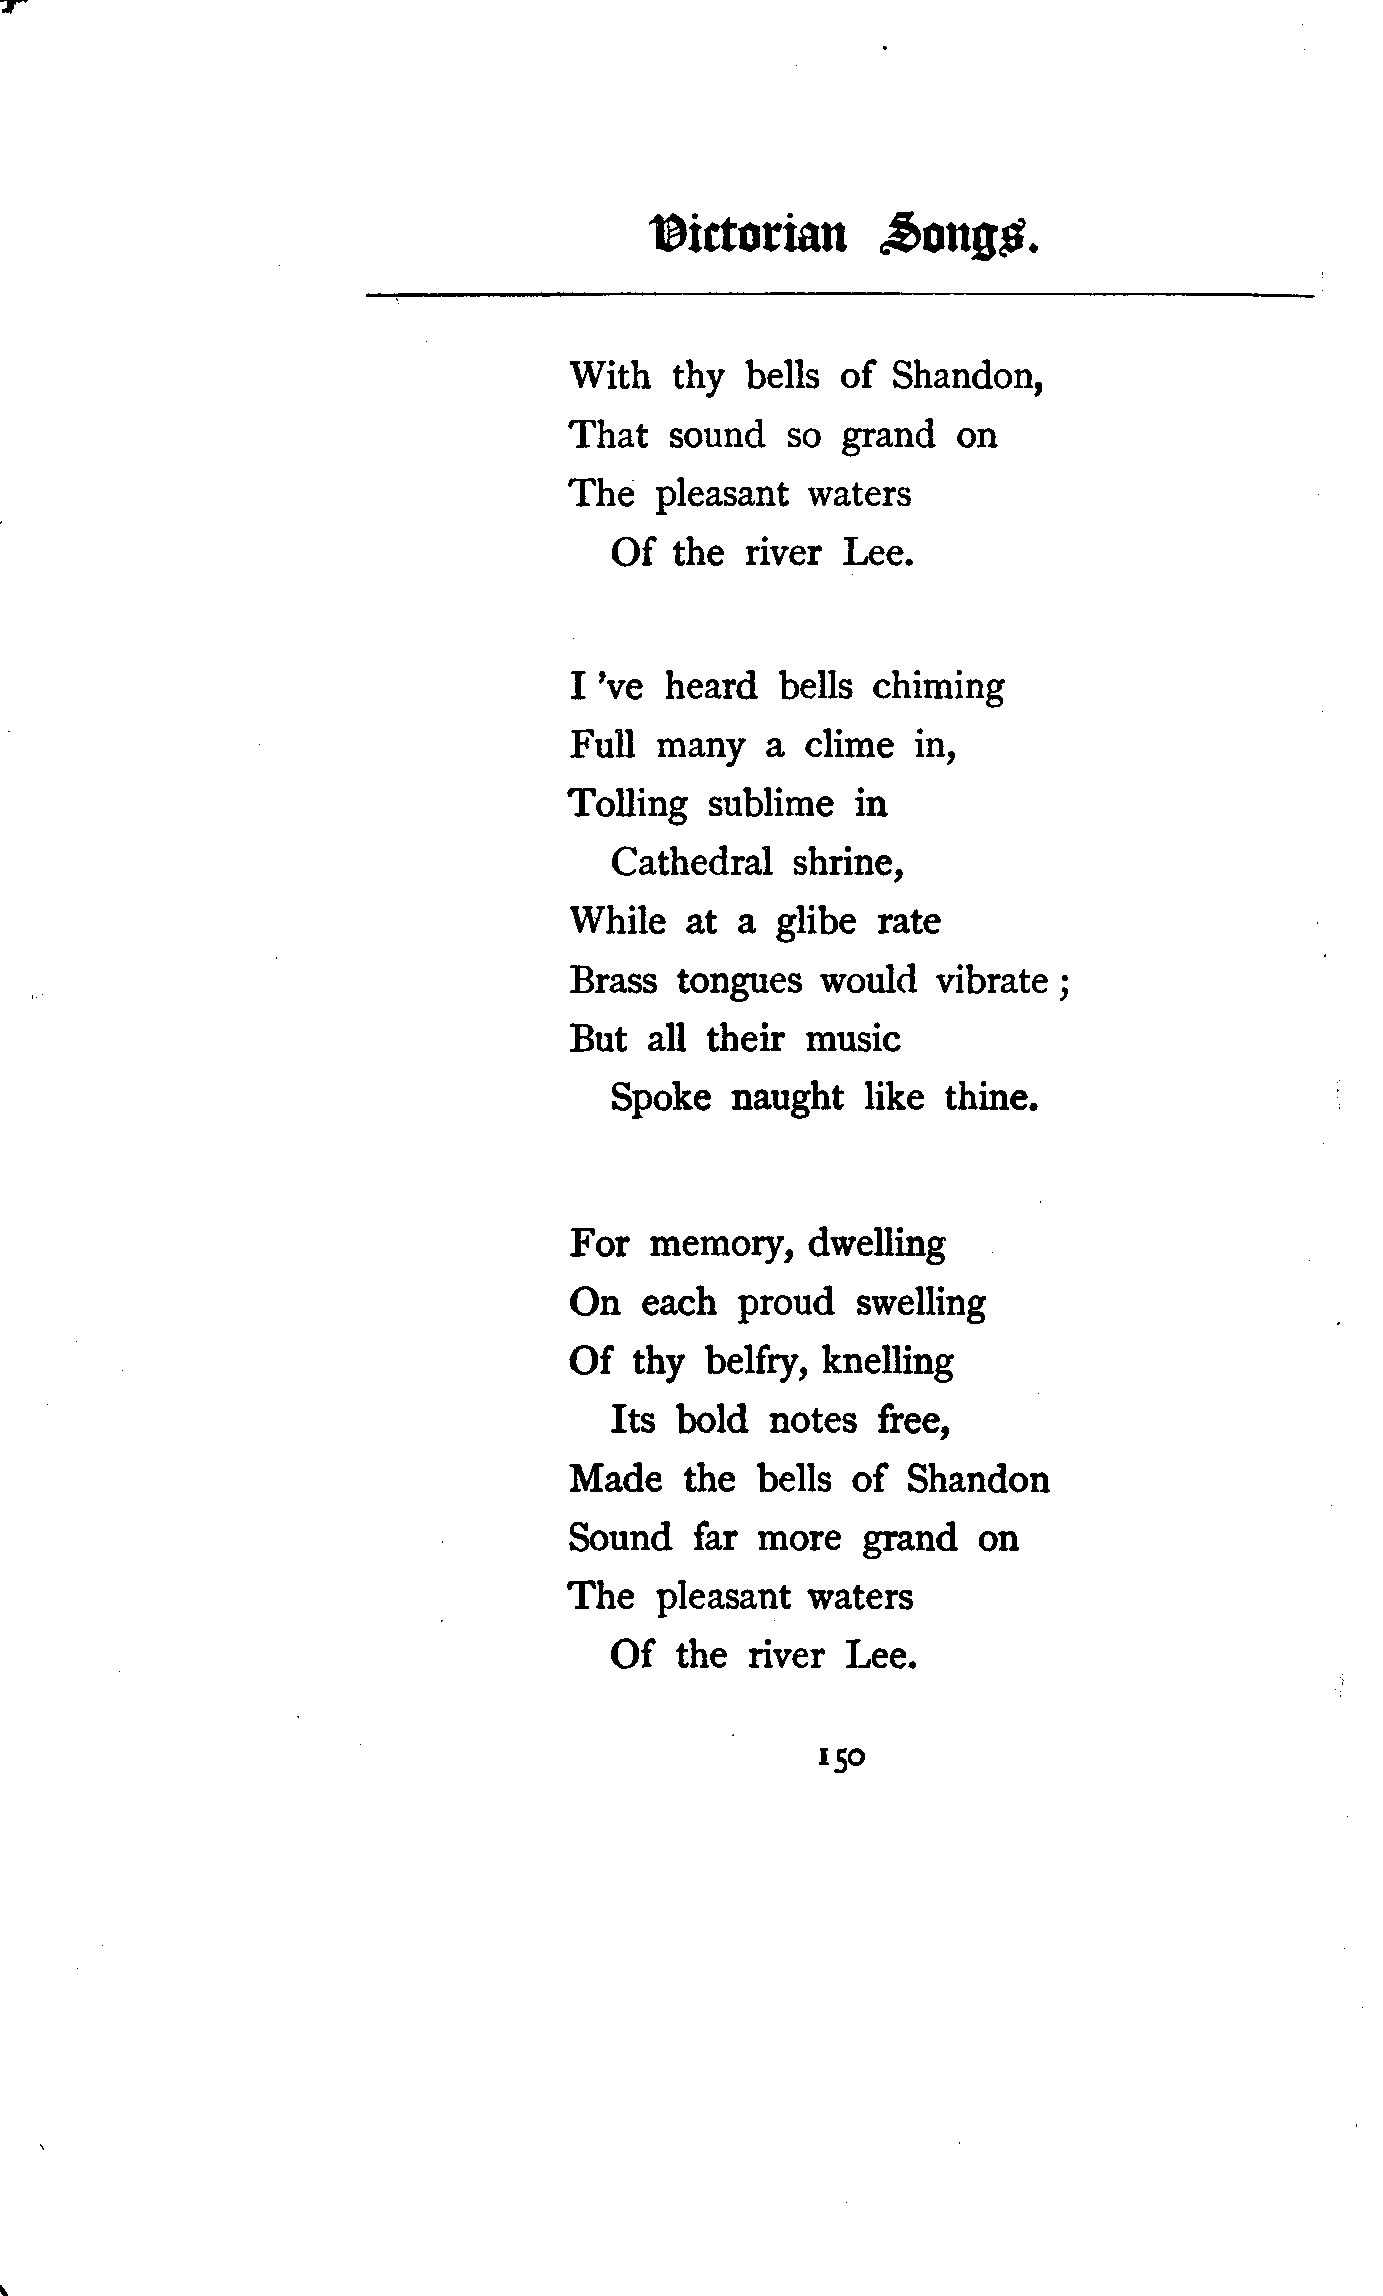 Victorian Songs.
With thy bells of Shandon,
That sound so grand on
The pleasant waters
Of the river Lee.
I 've heard bells chiming
Full many a clime in,
Tolling sublime in
Cathedral shrine,
While at a glibe rate
Brass tongues would vibrate ;
But all their music
Spoke naught like thine.
For memory, dwelling
On each proud swelling
Of thy belfry, knelling
Its bold notes free,
Made the bells of Shandon
Sound far more grand on
The pleasant waters
Of the river Lee.
150